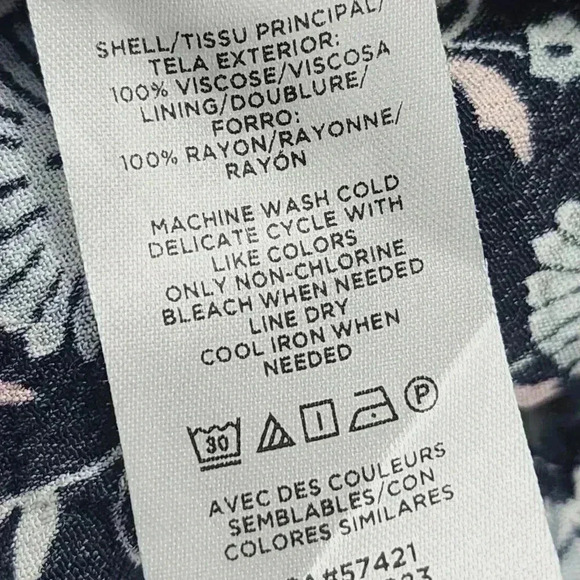 SHELL/TISSU PRINCIPAL/
TELA EXTERIOR:
100% VISCOSE/VISCOSA
LINING/DOUBLURE/
FORRO:
100% RAYON/RAYONNE/
RAYÓN
MACHINE WASH COLD
DELICATE CYCLE WITH
LIKE COLORS
ONLY NON-CHLORINE
BLEACH WHEN NEEDED
LINE DRY
COOL IRON WHEN
NEEDED
30 P
AVEC DES COULEURS
SEMBLABLES/CON
COLORES SIMILARES
#57421